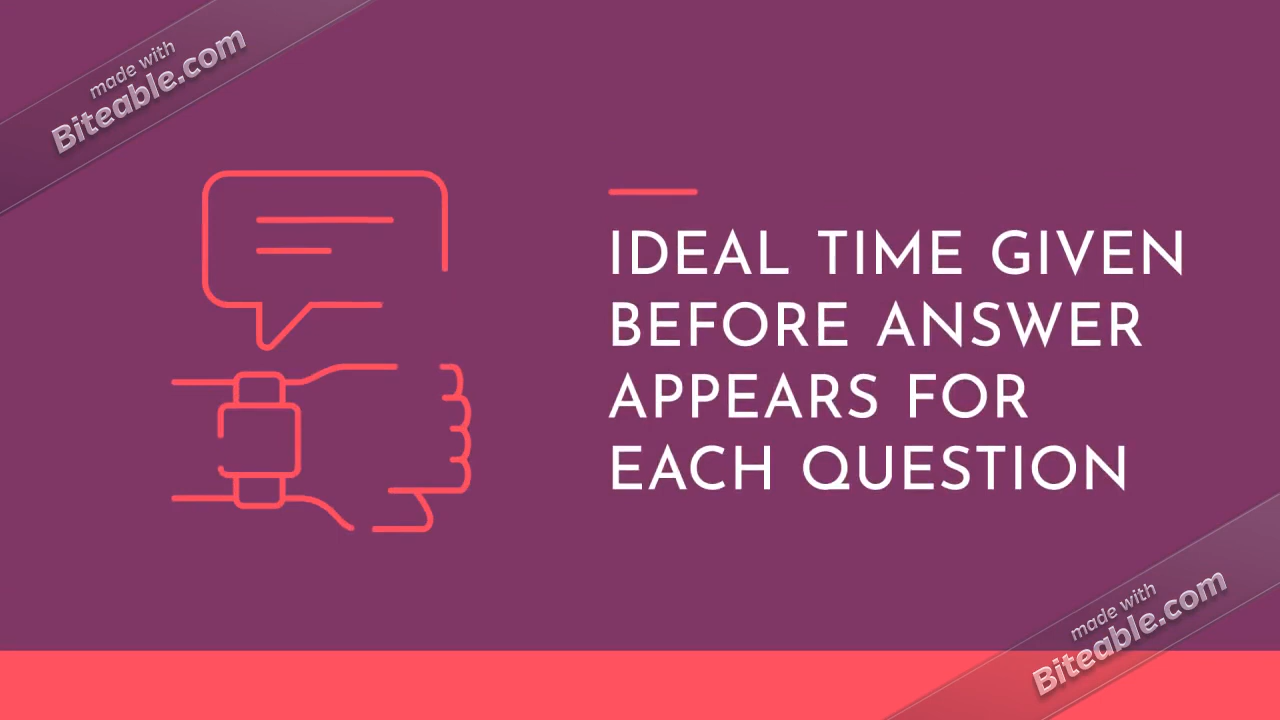 made with
Biteable.com
IDEAL TIME GIVEN
BEFORE ANSWER
APPEARS FOR
EACH QUESTION
made with
Biteable.com